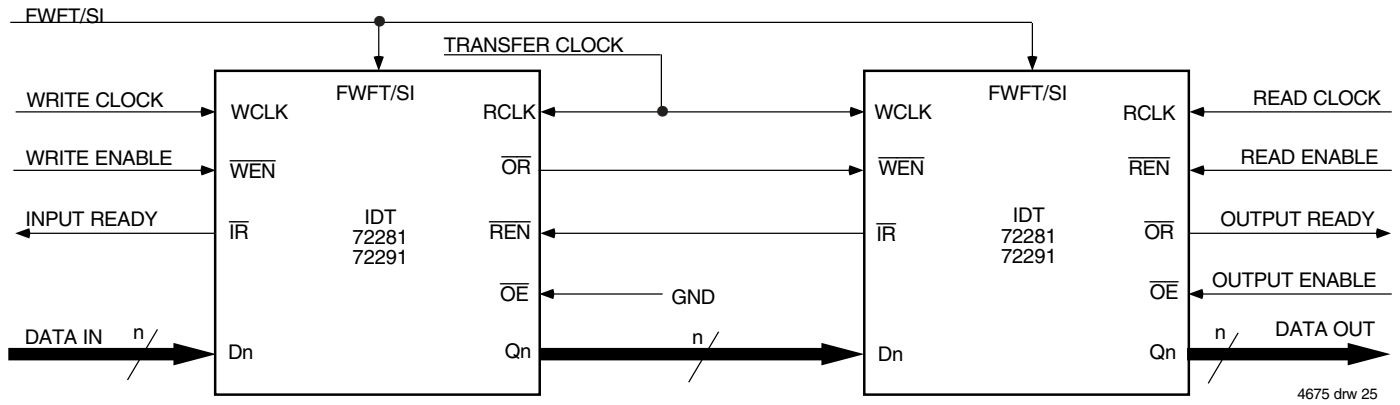 FWFT/SI
TRANSFER CLOCK
FWFT/SI
FWFT/SI
WRITE CLOCK
WCLK
RCLK
WCLK
RCLK
READ CLOCK
WRITE ENABLE
WEN
OR
WEN
REN
READ ENABLE
INPUT READY
IR
IDT
72281
72291
REN
IR
IDT
72281
72291
OR
OUTPUT READY
OE
GND
OE
OUTPUT ENABLE
DATA IN
n
Dn
Qn
n
Dn
Qn
n
DATA OUT
4675 drw 25